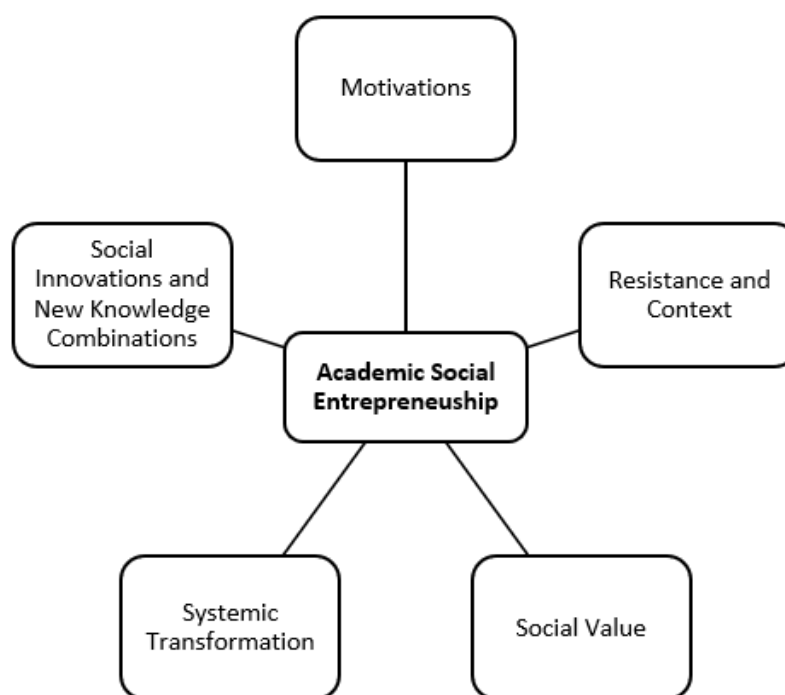 Motivations
Social
Innovations and
New Knowledge
Combinations
Resistance and
Context
Academic Social
Entrepreneuship
Systemic
Transformation
Social Value